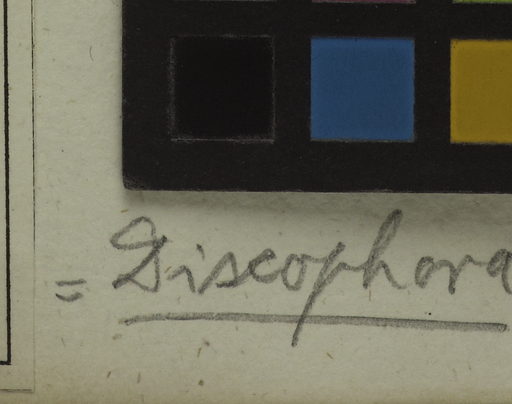 = Discophora